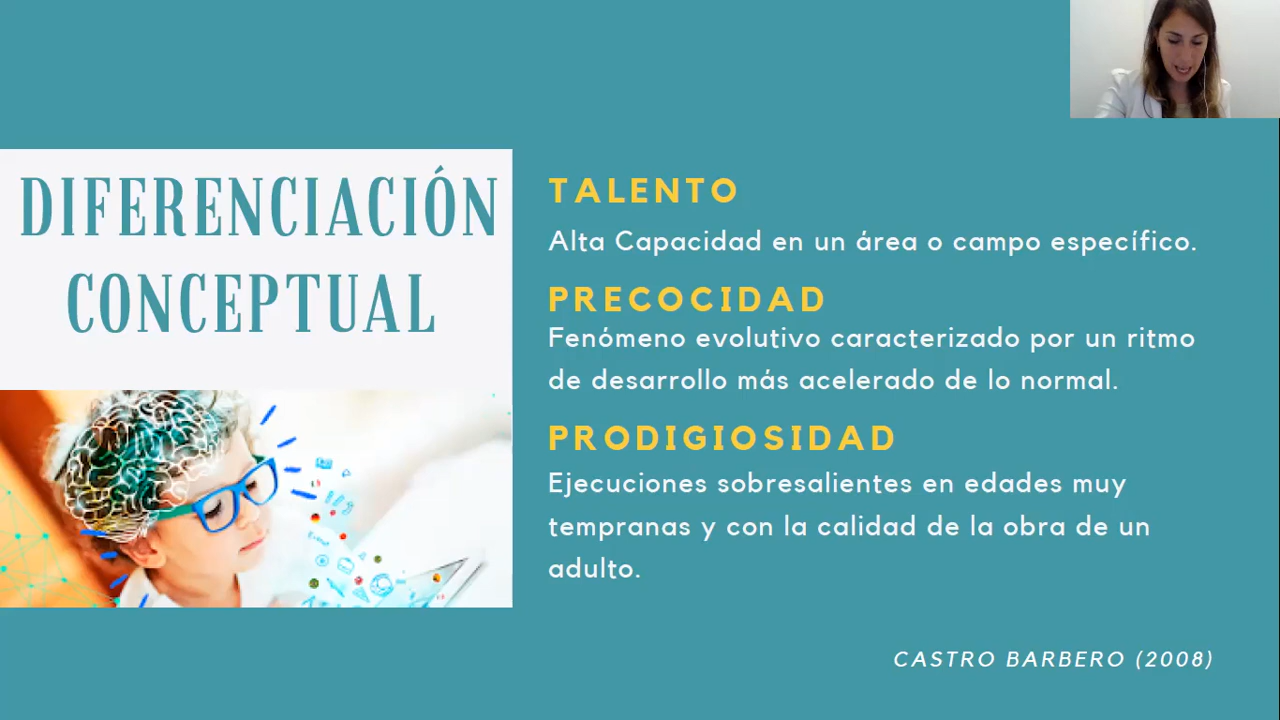 DIFERENCIACIÓN
CONCEPTUAL
TALENTO
Alta Capacidad en un área o campo específico.
PRECOCIDAD
Fenómeno evolutivo caracterizado por un ritmo
de desarrollo más acelerado de lo normal.
PRODIGIOSIDAD
Ejecuciones sobresalientes en edades muy
tempranas y con la calidad de la obra de un
adulto.
CASTRO BARBERO (2008)